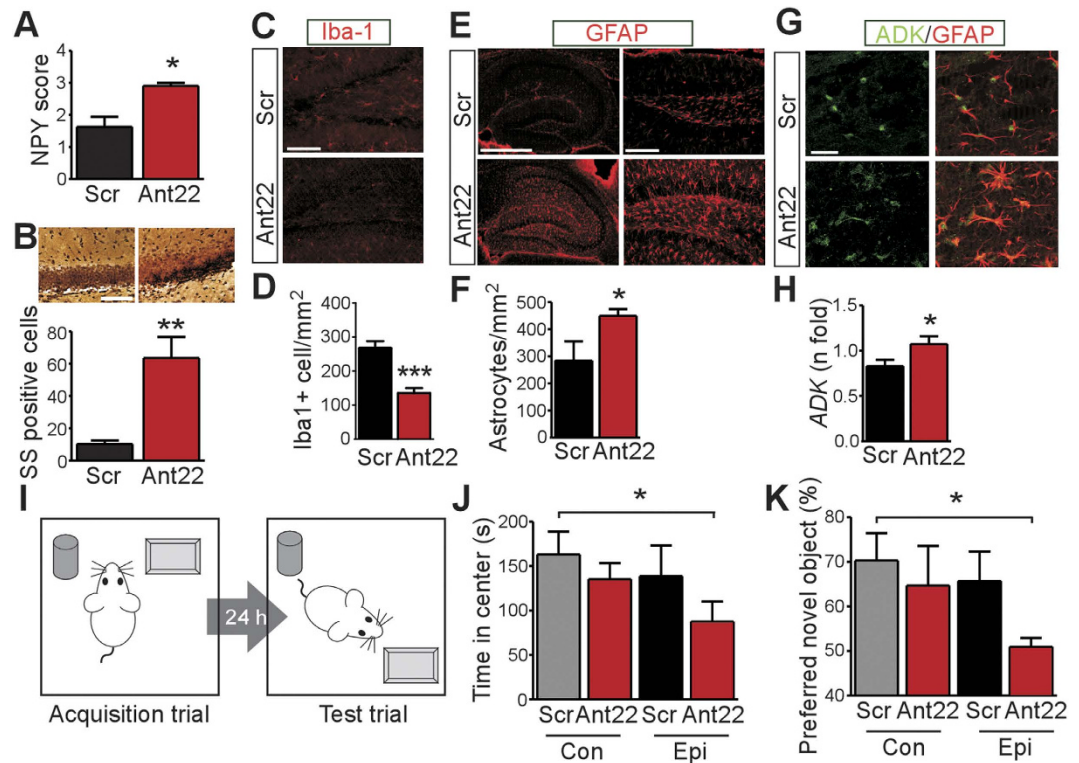 A
NPY score
4
3
2
1
0
*
Scr
Ant22
B
SS positive cells
80
60
40
20
0
**
Scr
Ant22
C
Iba-1
Scr
Ant22
D
Iba1+ cell/mm²
300
200
100
0
***
Scr Ant22
E
GFAP
Scr
Ant22
F
Astrocytes/mm²
500
400
300
200
100
0
*
Scr Ant22
G
ADK/GFAP
Scr
Ant22
H
ADK (n fold)
1.5
1.0
0.5
0.0
*
Scr Ant22
I
24 h
Acquisition trial
Test trial
J
Time in center (s)
200
150
100
50
0
*
Scr Ant22 Scr Ant22
Con Epi
K
Preferred novel object (%)
80
70
60
50
40
*
Scr Ant22 Scr Ant22
Con Epi